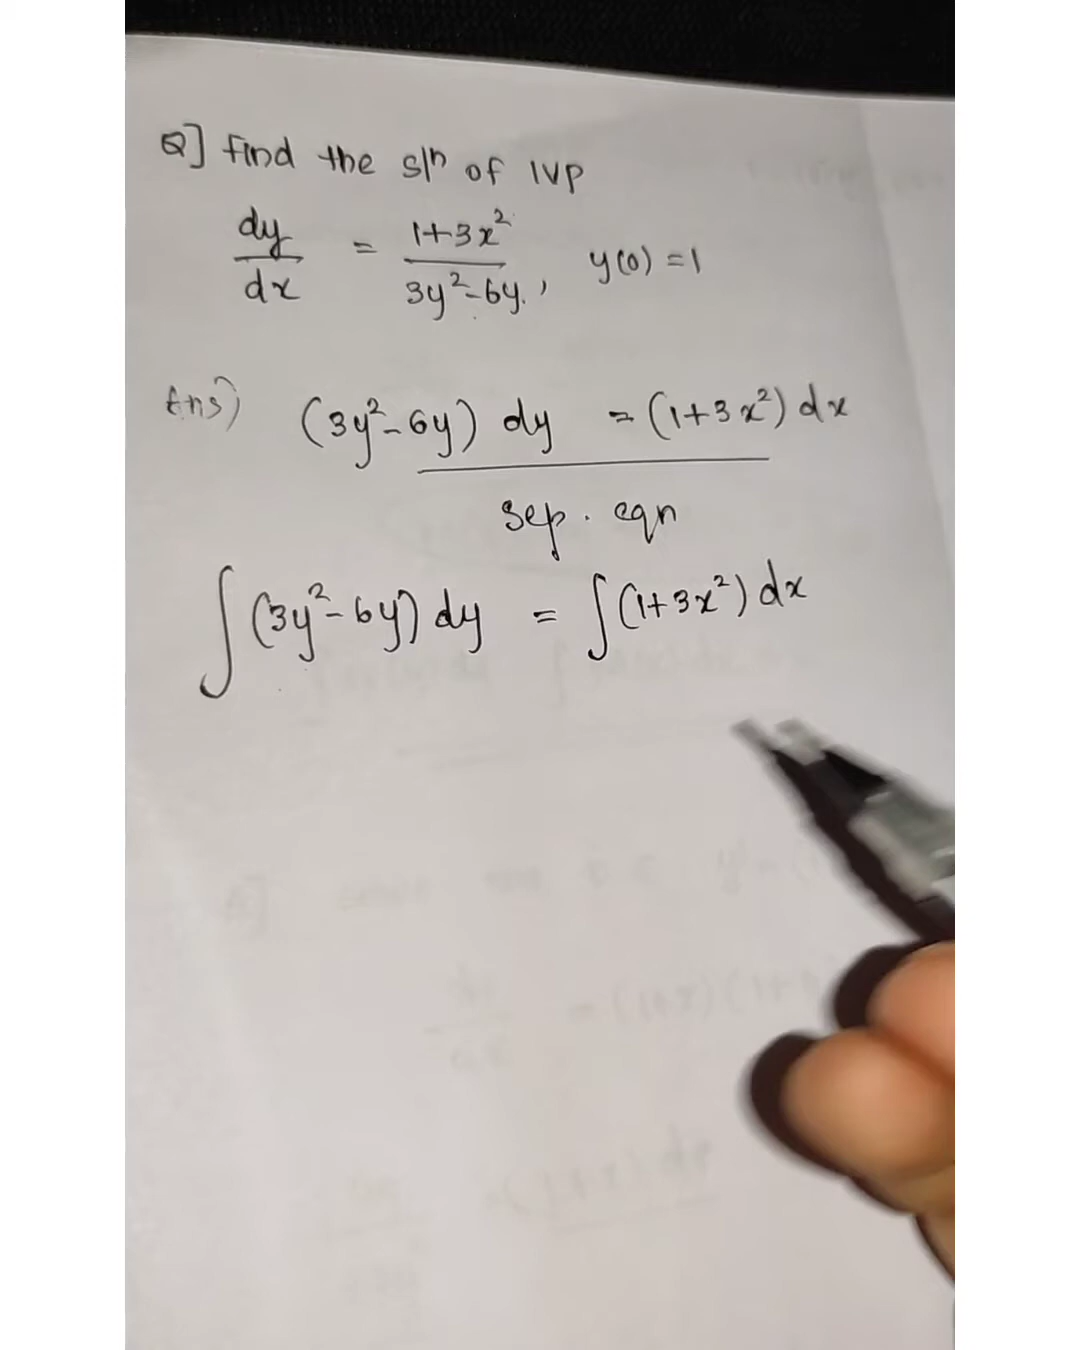 Q] Find the sln of IVP
dy/dx = (1+3x²)/(3y²-6y), y(0) = 1
Ans) (3y²-6y) dy = (1+3x²) dx
sep. eqn
∫(3y²-6y) dy = ∫(1+3x²) dx